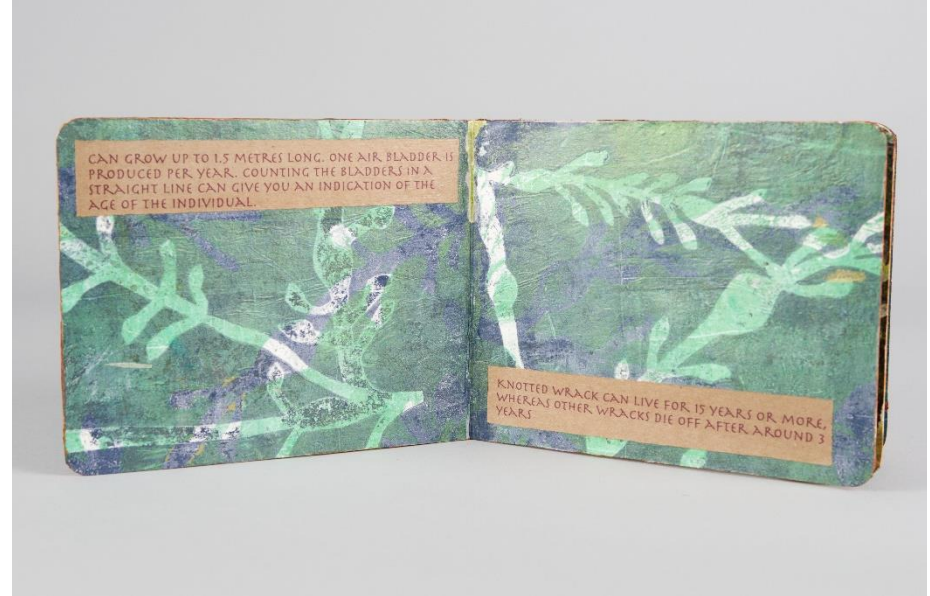 CAN GROW UP TO 1.5 METRES LONG. ONE AIR BLADDER IS
PRODUCED PER YEAR. COUNTING THE BLADDERS IN A
STRAIGHT LINE CAN GIVE YOU AN INDICATION OF THE
AGE OF THE INDIVIDUAL.
KNOTTED WRACK CAN LIVE FOR 15 YEARS OR MORE,
WHEREAS OTHER WRACKS DIE OFF AFTER AROUND 3
YEARS